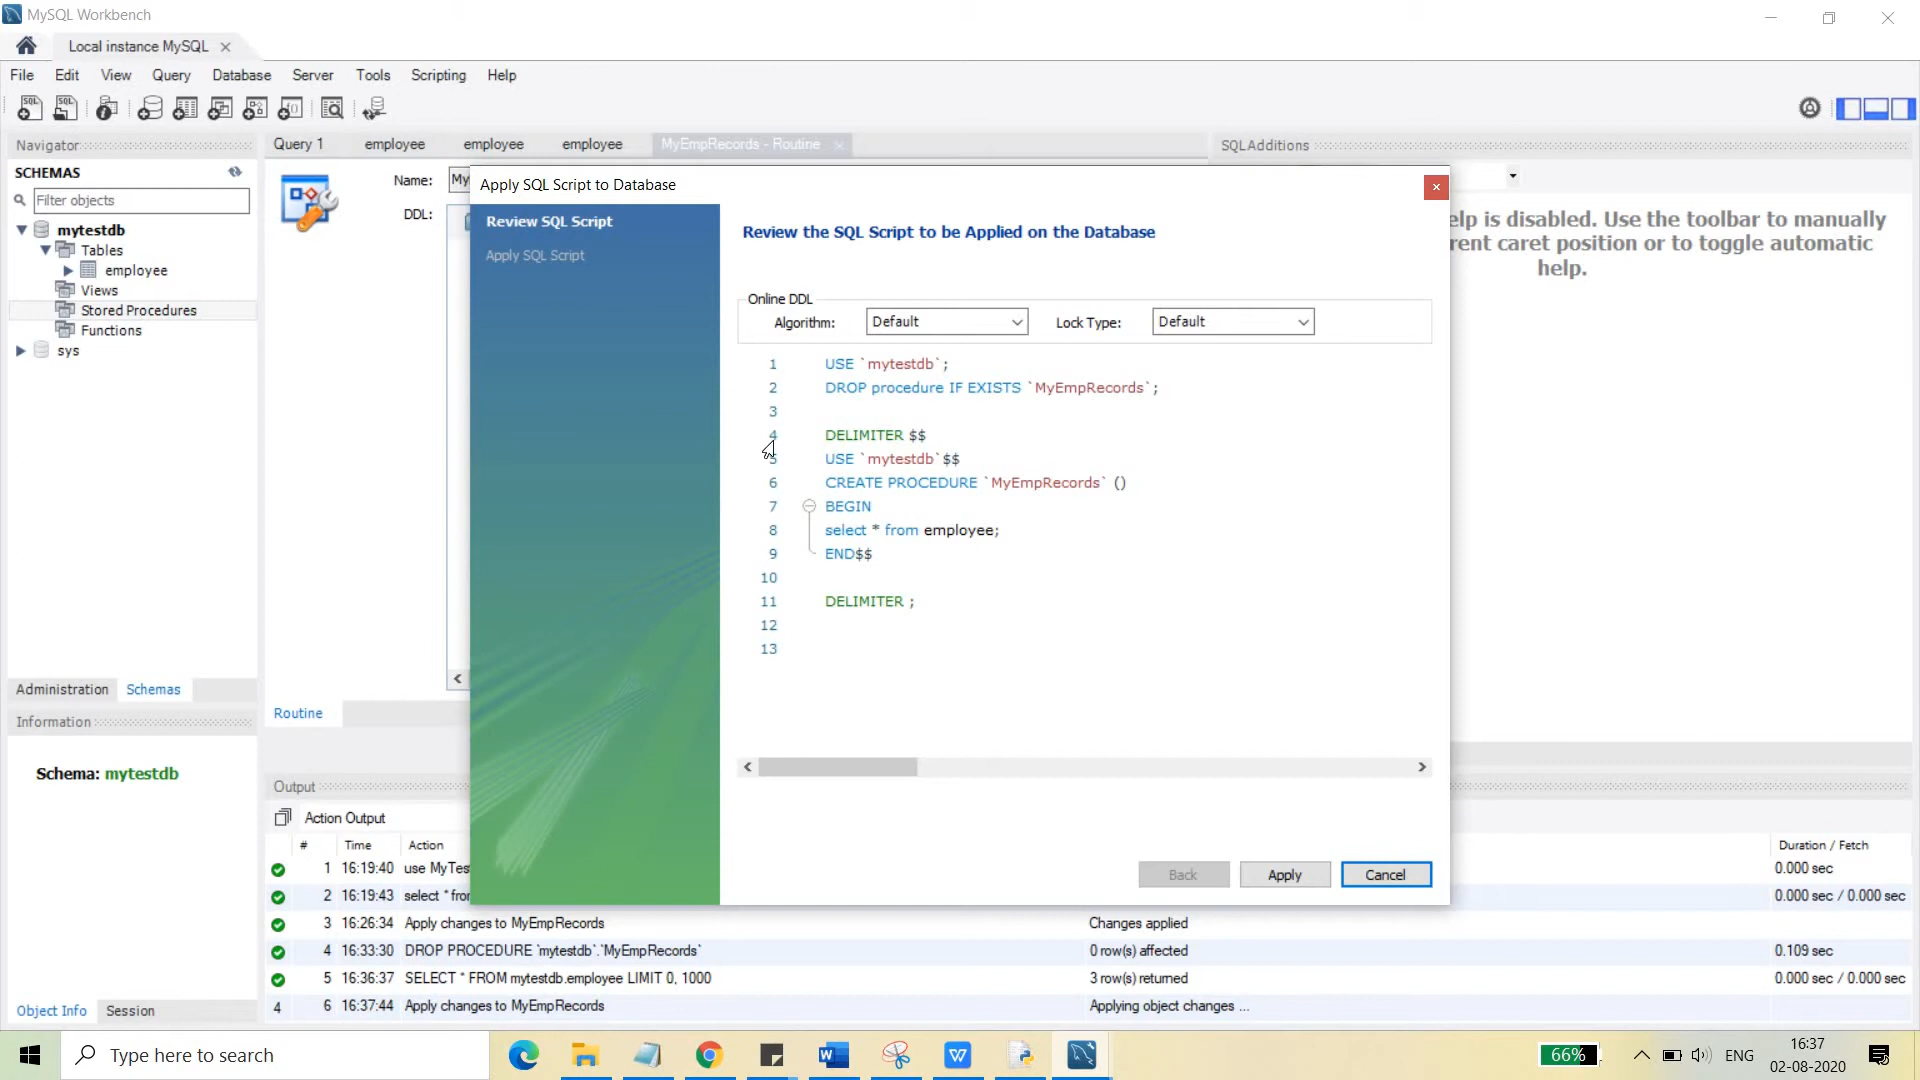 MySQL Workbench
Local instance MySQL
File Edit View Query Database Server Tools Scripting Help
Navigator
SCHEMAS
Filter objects
mytestdb
Tables
employee
Views
Stored Procedures
Functions
sys
Administration Schemas
Information
Schema: mytestdb
Object Info Session
Query 1 employee employee employee MyEmpRecords - Routine
Name: My
DDL:
Routine
SQLAdditions
elp is disabled. Use the toolbar to manually
rent caret position or to toggle automatic
help.
Apply SQL Script to Database
Review SQL Script
Apply SQL Script
Review the SQL Script to be Applied on the Database
Online DDL
Algorithm: Default Lock Type: Default
1 USE `mytestdb`;
2 DROP procedure IF EXISTS `MyEmpRecords`;
3
4 DELIMITER $$
5 USE `mytestdb`$$
6 CREATE PROCEDURE `MyEmpRecords` ()
7 BEGIN
8 select * from employee;
9 END$$
10
11 DELIMITER ;
12
13
Back Apply Cancel
Output
Action Output
# Time Action Duration / Fetch
1 16:19:40 use MyTes 0.000 sec
2 16:19:43 select * fro 0.000 sec / 0.000 sec
3 16:26:34 Apply changes to MyEmpRecords Changes applied
4 16:33:30 DROP PROCEDURE `mytestdb`.`MyEmpRecords` 0 row(s) affected 0.109 sec
5 16:36:37 SELECT * FROM mytestdb.employee LIMIT 0, 1000 3 row(s) returned 0.000 sec / 0.000 sec
4 6 16:37:44 Apply changes to MyEmpRecords Applying object changes ...
Type here to search
66%
ENG
16:37
02-08-2020